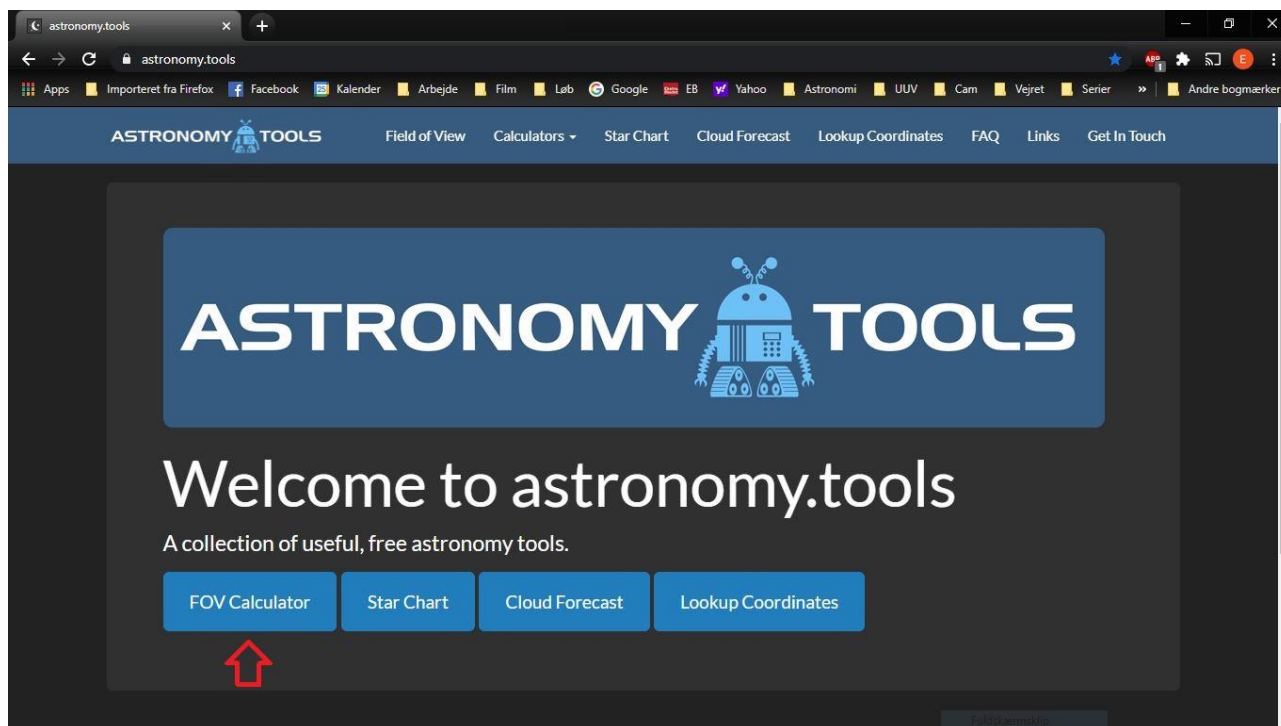 astronomy.tools
astronomy.tools
ABP
1
E
Apps Importeret fra Firefox Facebook Kalender Arbejde Film Løb Google EB Yahoo Astronomi UUV Cam Vejret Serier » Andre bogmærker
ASTRONOMY TOOLS Field of View Calculators Star Chart Cloud Forecast Lookup Coordinates FAQ Links Get In Touch
ASTRONOMY TOOLS
Welcome to astronomy.tools
A collection of useful, free astronomy tools.
FOV Calculator Star Chart Cloud Forecast Lookup Coordinates
Fuldskærmsklip